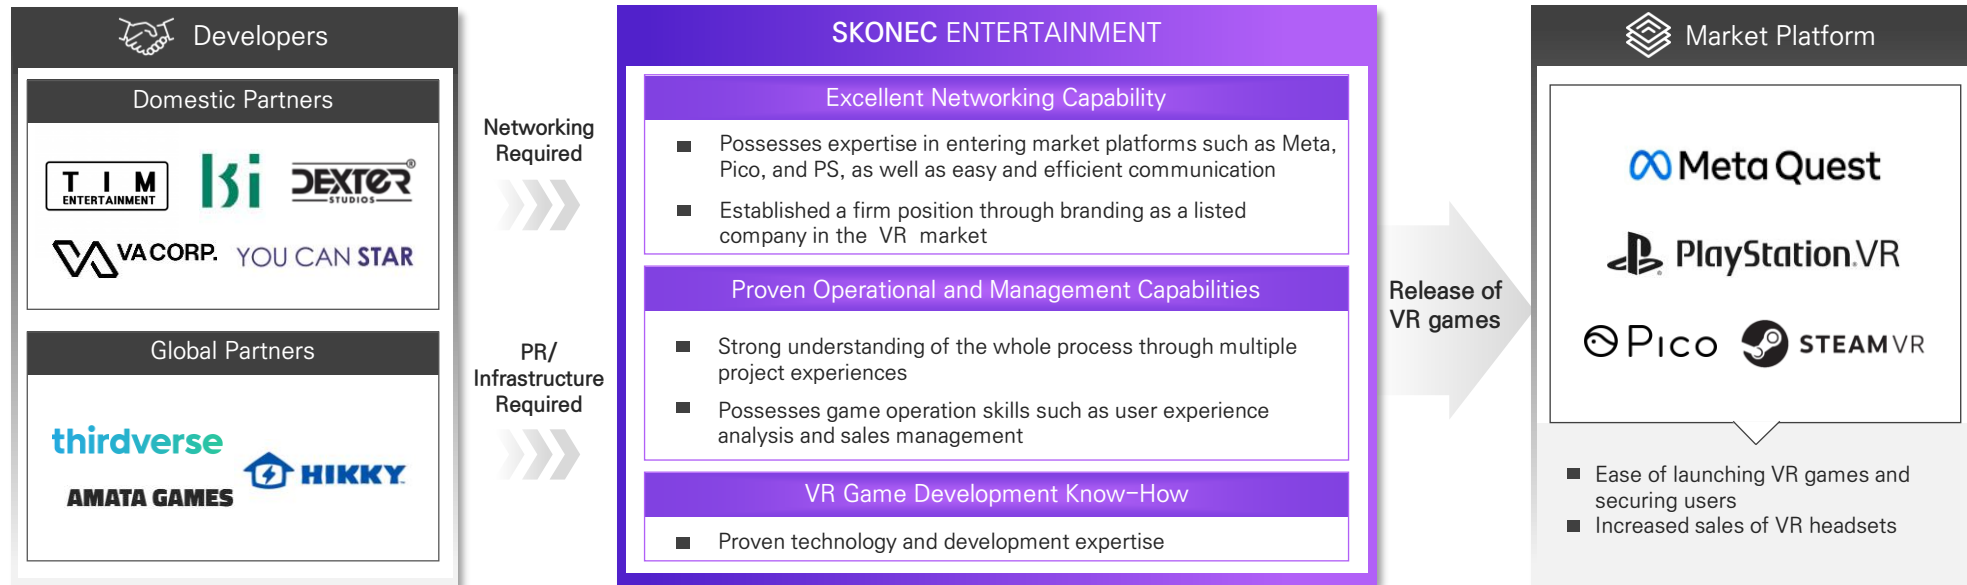 Developers
Domestic Partners
T I M
ENTERTAINMENT
DEXTER®
STUDIOS
VA CORP.
YOU CAN STAR
Global Partners
thirdverse
HIKKY
AMATA GAMES
Networking
Required
PR/
Infrastructure
Required
SKONEC ENTERTAINMENT
Excellent Networking Capability
■ Possesses expertise in entering market platforms such as Meta,
Pico, and PS, as well as easy and efficient communication
■ Established a firm position through branding as a listed
company in the VR market
Proven Operational and Management Capabilities
■ Strong understanding of the whole process through multiple
project experiences
■ Possesses game operation skills such as user experience
analysis and sales management
VR Game Development Know-How
■ Proven technology and development expertise
Release of
VR games
Market Platform
Meta Quest
PlayStation.VR
PICO
STEAMVR
■ Ease of launching VR games and
securing users
■ Increased sales of VR headsets